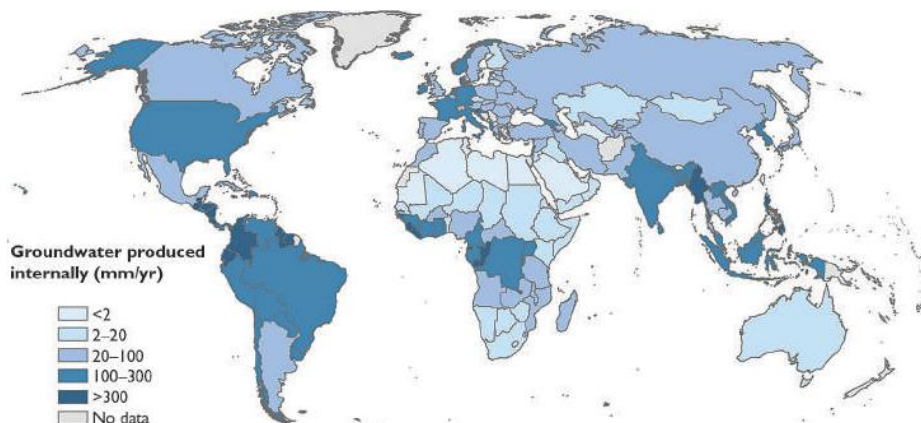 Groundwater produced
internally (mm/yr)
<2
2–20
20–100
100–300
>300
No data